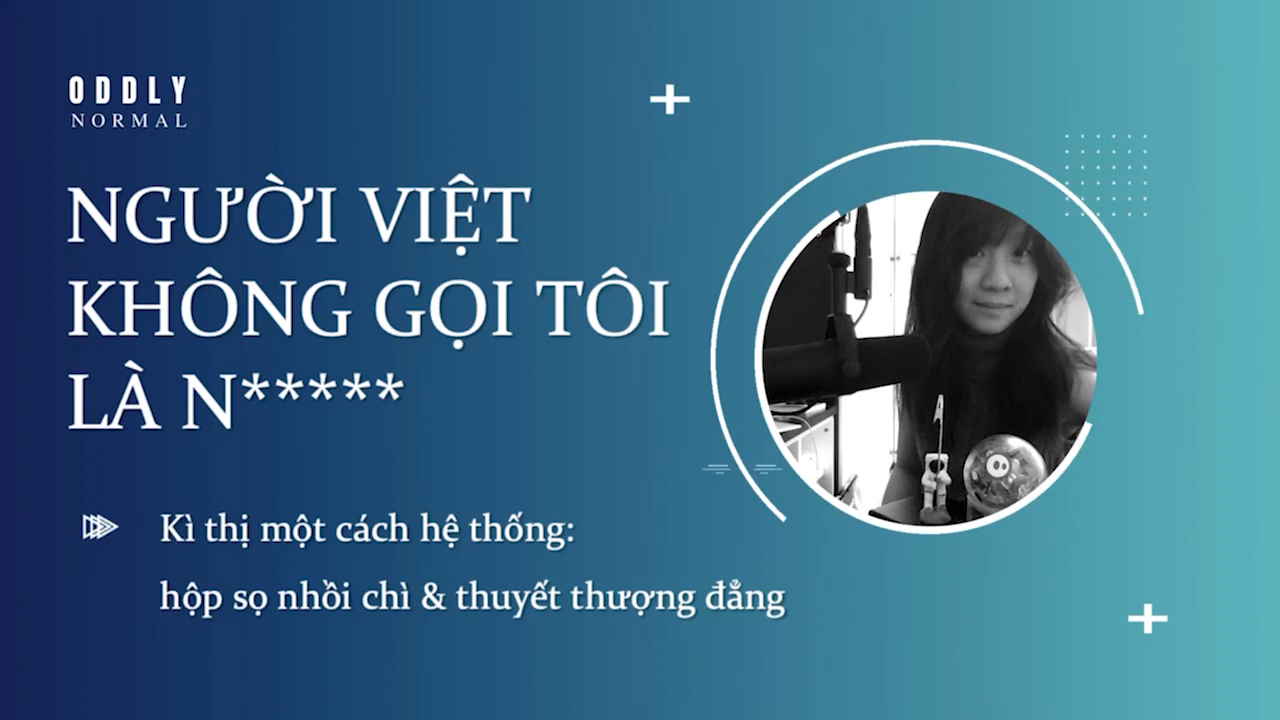 ODDLY
NORMAL
NGƯỜI VIỆT
KHÔNG GỌI TÔI
LÀ N*****
Kì thị một cách hệ thống:
hộp sọ nhồi chì & thuyết thượng đẳng